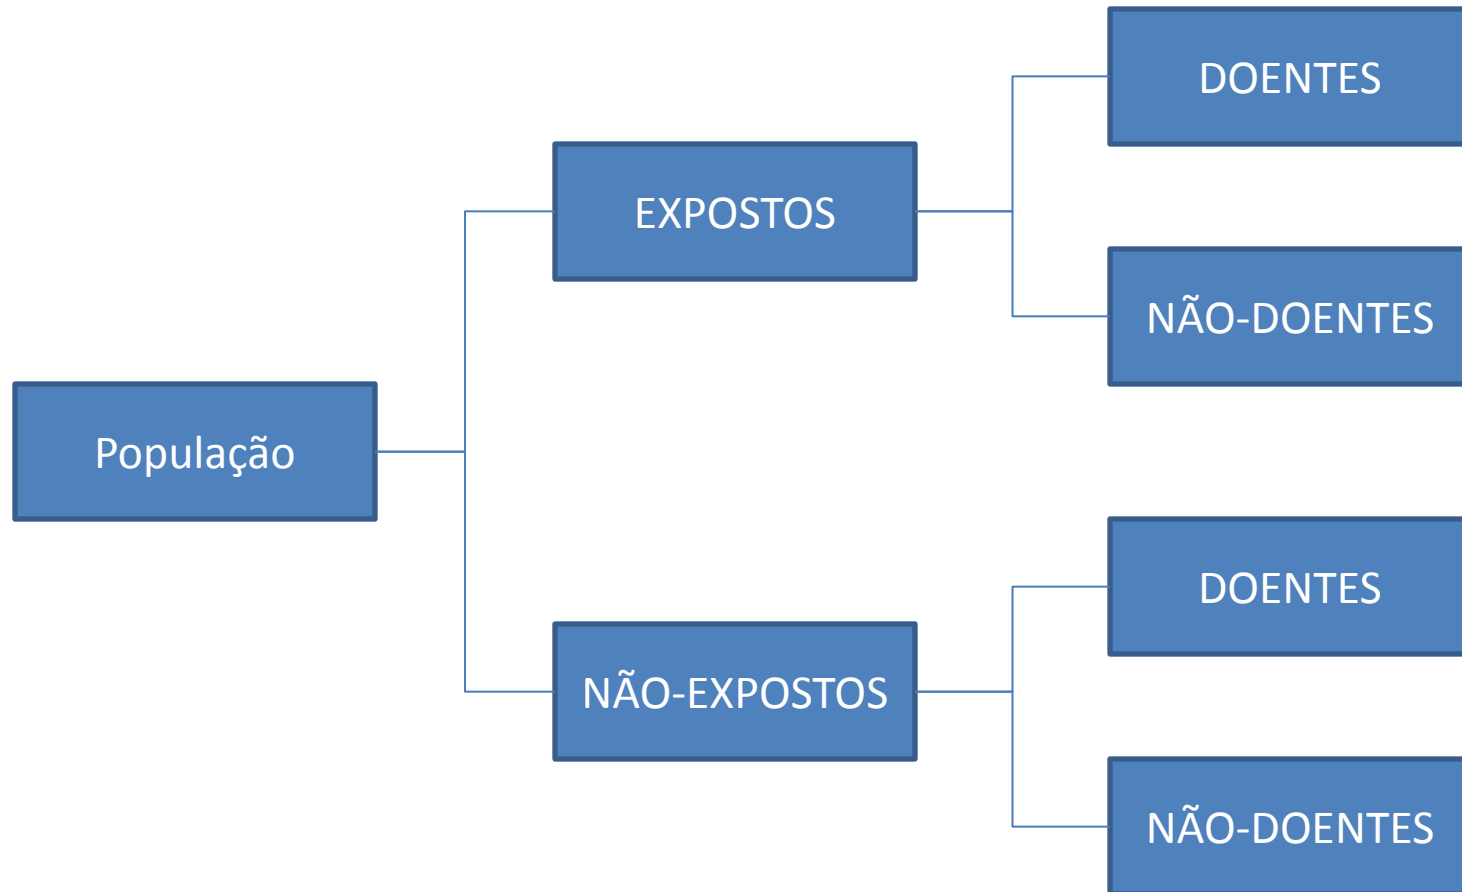 DOENTES
EXPOSTOS
NÃO-DOENTES
População
DOENTES
NÃO-EXPOSTOS
NÃO-DOENTES